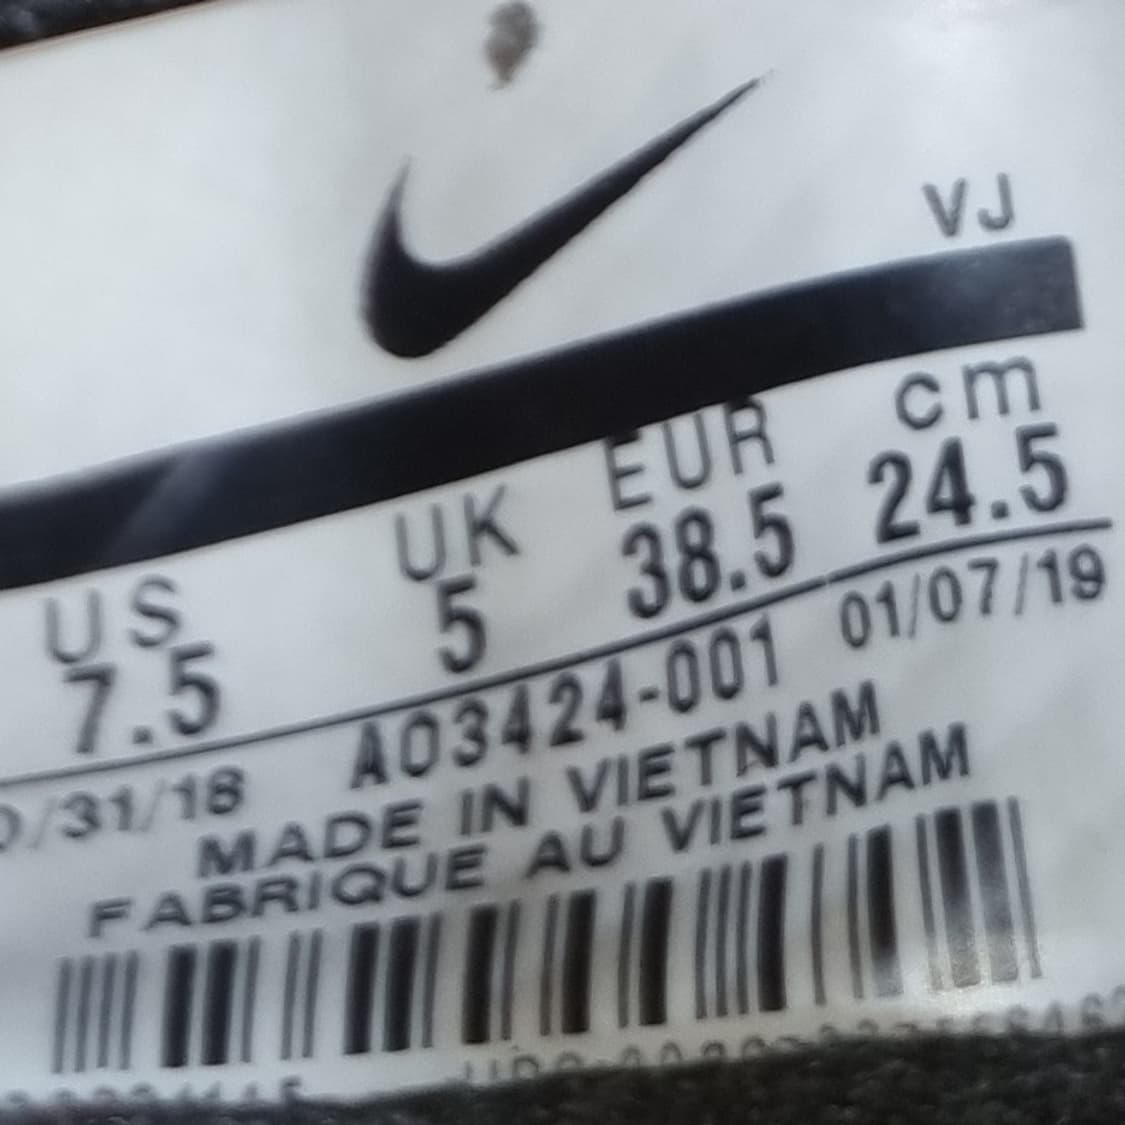 VJ
US UK EUR cm
7.5 5 38.5 24.5
/31/18 AO3424-001 01/07/19
MADE IN VIETNAM
FABRIQUE AU VIETNAM